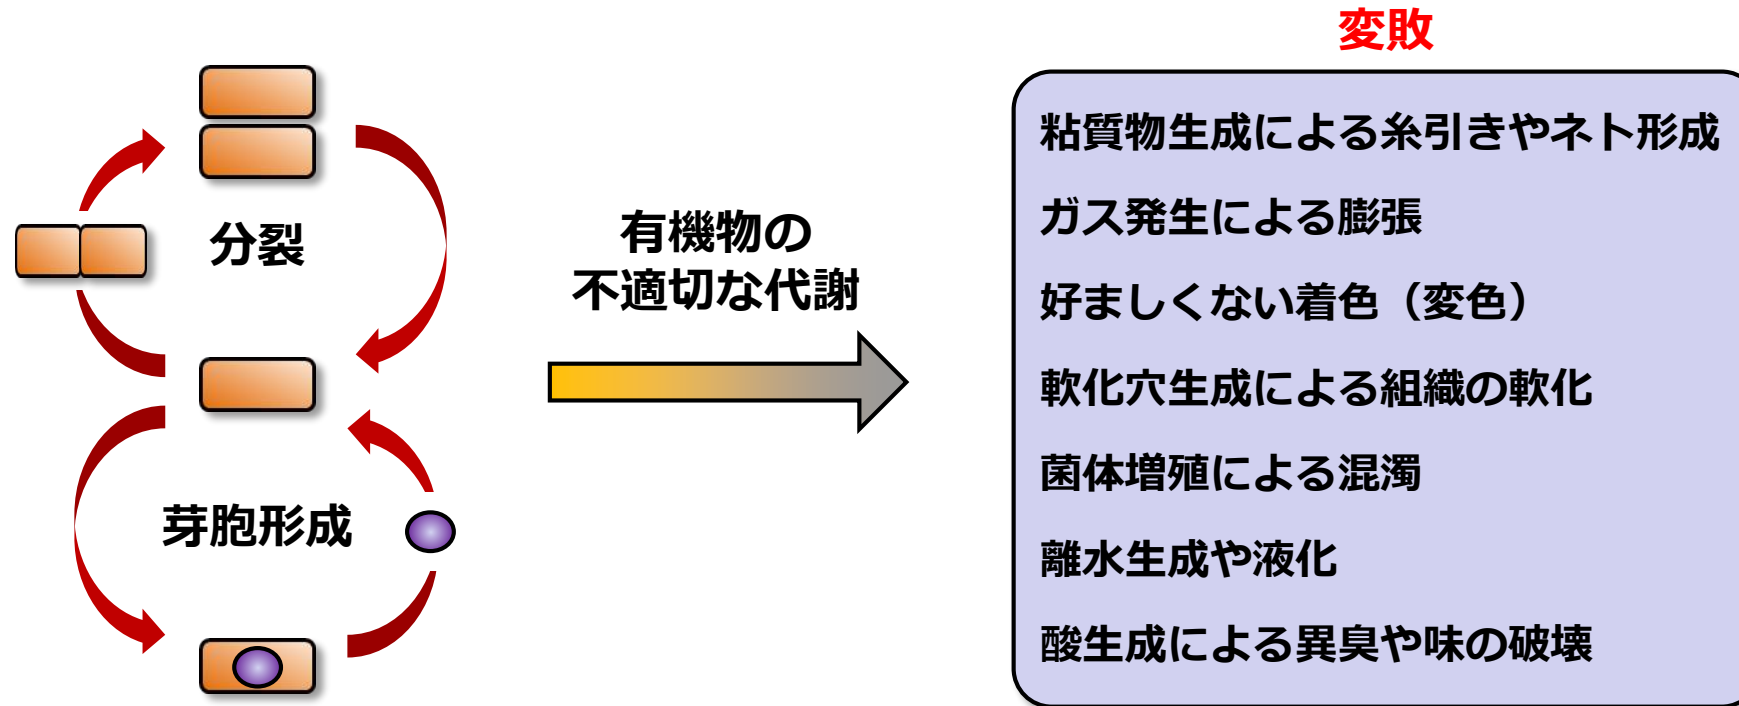 変敗
分裂
芽胞形成
有機物の
不適切な代謝
粘質物生成による糸引きやネト形成
ガス発生による膨張
好ましくない着色（変色）
軟化穴生成による組織の軟化
菌体増殖による混濁
離水生成や液化
酸生成による異臭や味の破壊